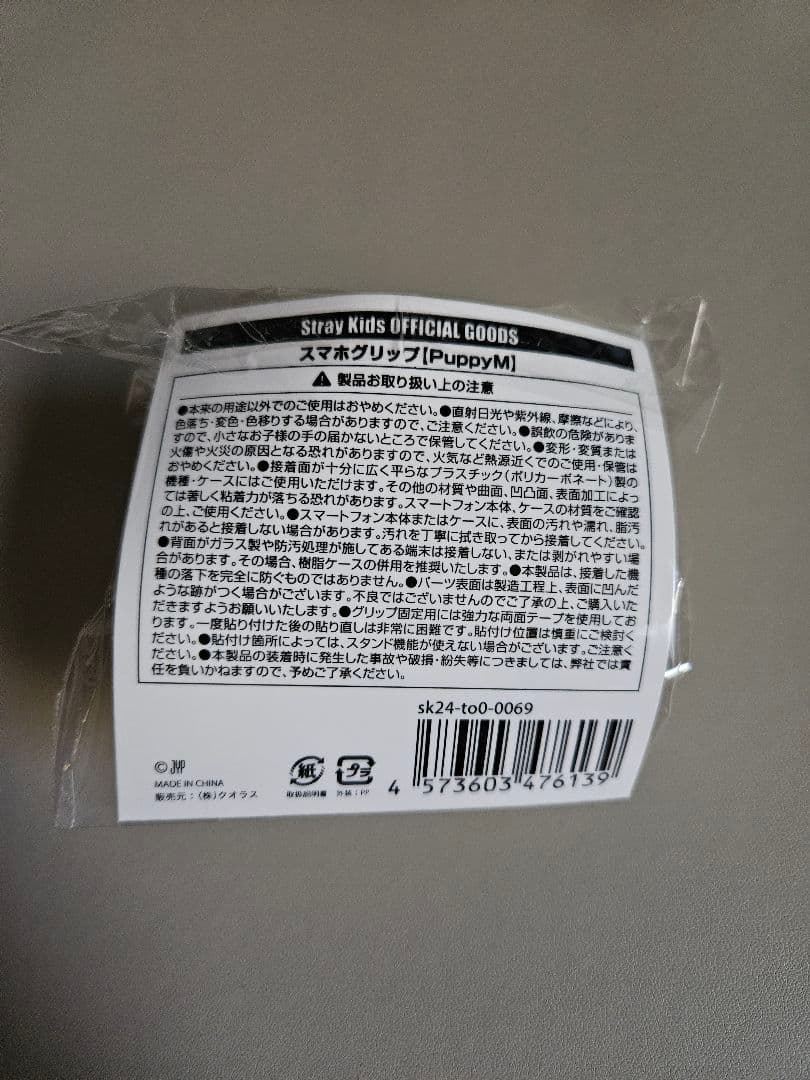 Stray Kids OFFICIAL GOODS
スマホグリップ【PuppyM】
⚠ 製品お取り扱い上の注意
●本来の用途以外でのご使用はおやめください。●直射日光や紫外線、摩擦などにより、
色落ち・変色・色移りする場合がありますので、ご注意ください。●誤飲の危険がありま
すので、小さなお子様の手の届かないところで保管してください。●変形・変質または
火傷や火災の原因となる恐れがありますので、火気など熱源近くでのご使用・保管は
おやめください。●接着面が十分に広く平らなプラスチック(ポリカーボネート)製の
機種・ケースにはご使用いただけます。その他の材質や曲面、凹凸面、表面加工によっ
ては著しく粘着力が落ちる恐れがあります。スマートフォン本体、ケースの材質をご確認
の上、ご使用ください。●スマートフォン本体またはケースに、表面の汚れや濡れ、脂汚
れがあると接着しない場合があります。汚れを丁寧に拭き取ってから接着してください。
●背面がガラス製や防汚処理が施してある端末は接着しない、または剥がれやすい場
合があります。その場合、樹脂ケースの併用を推奨いたします。●本製品は、接着した機
種の落下を完全に防ぐものではありません。●パーツ表面は製造工程上、表面に凹んだ
ような跡がつく場合がございます。不良ではございませんのでご了承の上、ご購入いた
だきますようお願いいたします。●グリップ固定用には強力な両面テープを使用してお
ります。一度貼り付けた後の貼り直しは非常に困難です。貼付け位置は慎重にご検討く
ださい。●貼付け箇所によっては、スタンド機能が使えない場合がございます。ご注意く
ださい。●本製品の装着時に発生した事故や破損・紛失等につきましては、弊社では責
任を負いかねますので、予めご了承ください。
sk24-to0-0069
© JYP
MADE IN CHINA
販売元:(株)クオラス
紙
取扱説明書
プラ
外装:PP
4 573603 476139